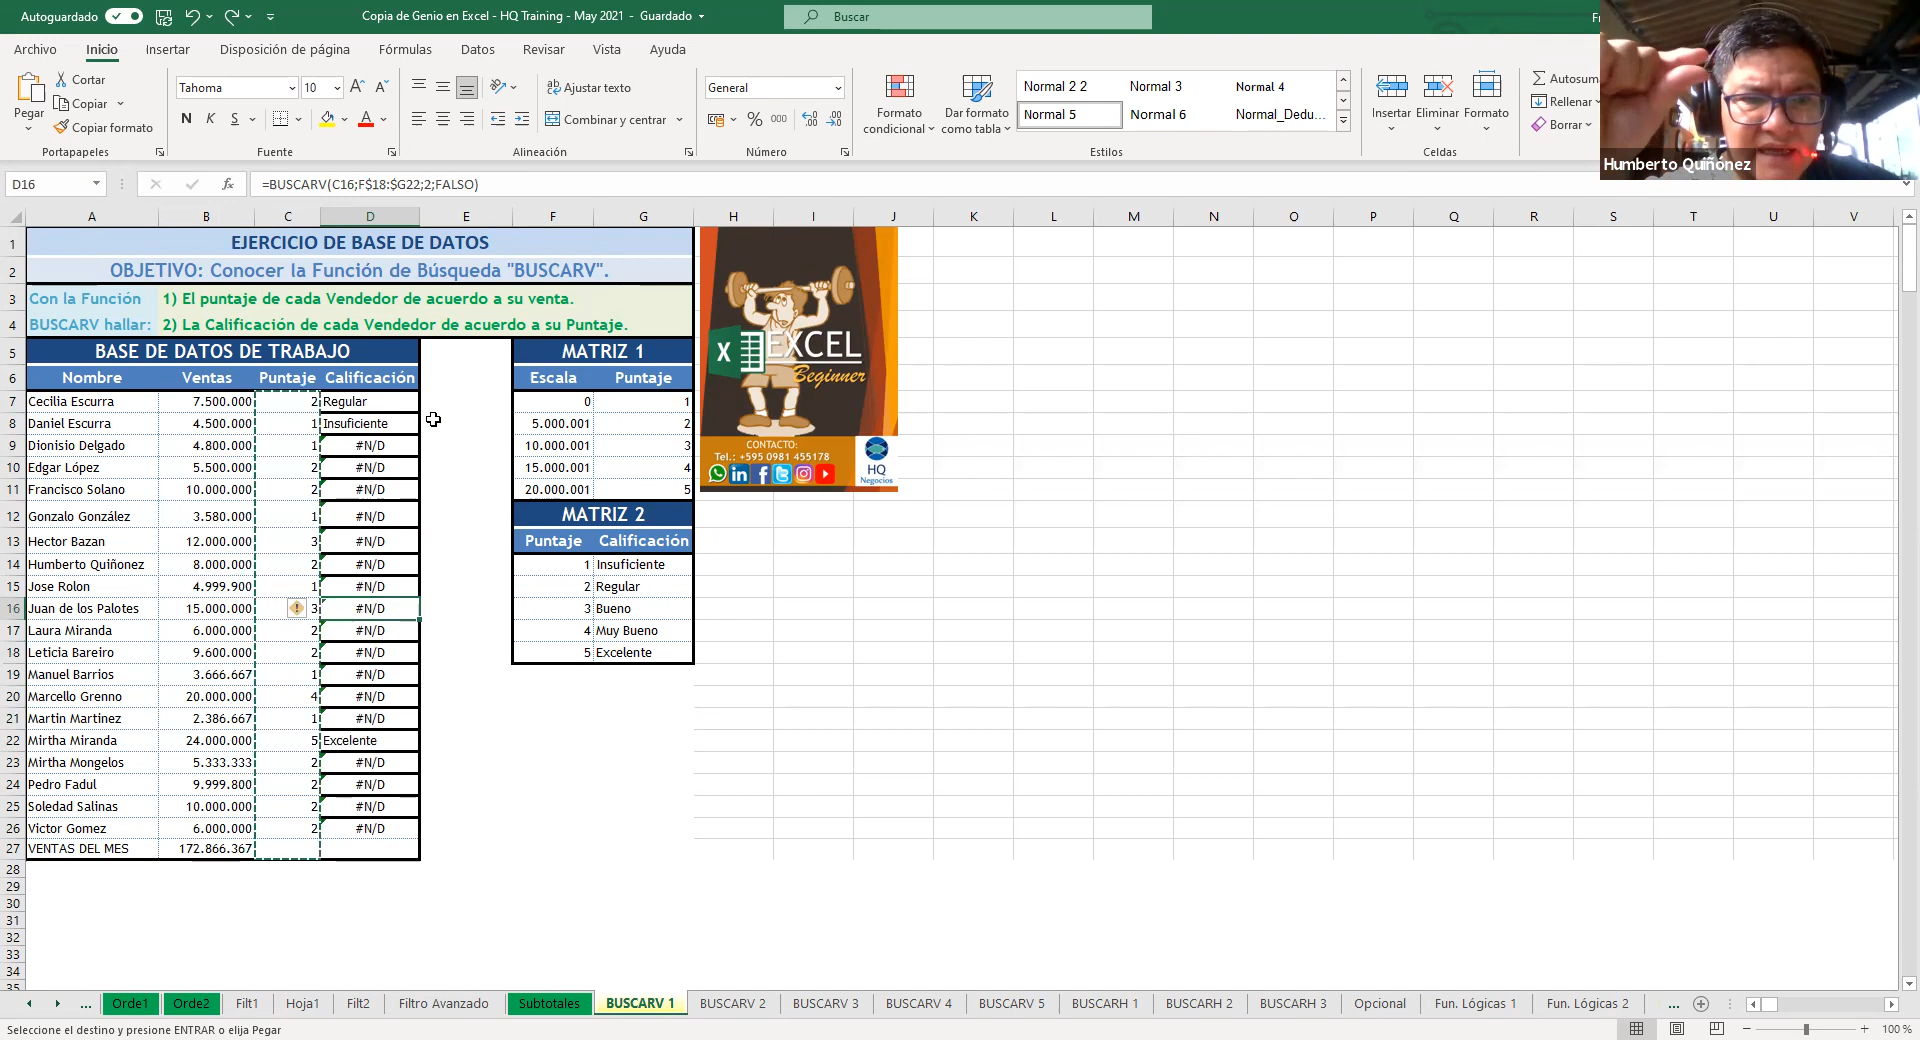 Autoguardado
Copia de Genio en Excel - HQ Training - May 2021 - Guardado
Buscar
Archivo Inicio Insertar Disposición de página Fórmulas Datos Revisar Vista Ayuda
Pegar
Cortar
Copiar
Copiar formato
Portapapeles
Tahoma 10
N K S
Fuente
Ajustar texto
Combinar y centrar
Alineación
General
% 000
Número
Formato condicional
Dar formato como tabla
Normal 2 2 Normal 3 Normal 4
Normal 5 Normal 6 Normal_Dedu...
Estilos
Insertar Eliminar Formato
Celdas
Autosum
Rellenar
Borrar
Humberto Quiñónez
D16 fx =BUSCARV(C16;F$18:$G22;2;FALSO)
A B C D E F G H I J K L M N O P Q R S T U V
1 EJERCICIO DE BASE DE DATOS
2 OBJETIVO: Conocer la Función de Búsqueda "BUSCARV".
3 Con la Función 1) El puntaje de cada Vendedor de acuerdo a su venta.
4 BUSCARV hallar: 2) La Calificación de cada Vendedor de acuerdo a su Puntaje.
5 BASE DE DATOS DE TRABAJO MATRIZ 1
6 Nombre Ventas Puntaje Calificación Escala Puntaje
7 Cecilia Escurra 7.500.000 2 Regular 0 1
8 Daniel Escurra 4.500.000 1 Insuficiente 5.000.001 2
9 Dionisio Delgado 4.800.000 1 #N/D 10.000.001 3
10 Edgar López 5.500.000 2 #N/D 15.000.001 4
11 Francisco Solano 10.000.000 2 #N/D 20.000.001 5
12 Gonzalo González 3.580.000 1 #N/D MATRIZ 2
13 Hector Bazan 12.000.000 3 #N/D Puntaje Calificación
14 Humberto Quiñonez 8.000.000 2 #N/D 1 Insuficiente
15 Jose Rolon 4.999.900 1 #N/D 2 Regular
16 Juan de los Palotes 15.000.000 3 #N/D 3 Bueno
17 Laura Miranda 6.000.000 2 #N/D 4 Muy Bueno
18 Leticia Bareiro 9.600.000 2 #N/D 5 Excelente
19 Manuel Barrios 3.666.667 1 #N/D
20 Marcello Grenno 20.000.000 4 #N/D
21 Martin Martinez 2.386.667 1 #N/D
22 Mirtha Miranda 24.000.000 5 Excelente
23 Mirtha Mongelos 5.333.333 2 #N/D
24 Pedro Fadul 9.999.800 2 #N/D
25 Soledad Salinas 10.000.000 2 #N/D
26 Victor Gomez 6.000.000 2 #N/D
27 VENTAS DEL MES 172.866.367
28
29
30
31
32
33
34
35
EXCEL
Beginner
CONTACTO:
Tel.: +595 0981 455178
HQ
Negocios
... Orde1 Orde2 Filt1 Hoja1 Filt2 Filtro Avanzado Subtotales BUSCARV 1 BUSCARV 2 BUSCARV 3 BUSCARV 4 BUSCARV 5 BUSCARH 1 BUSCARH 2 BUSCARH 3 Opcional Fun. Lógicas 1 Fun. Lógicas 2 ...
Seleccione el destino y presione ENTRAR o elija Pegar
100 %